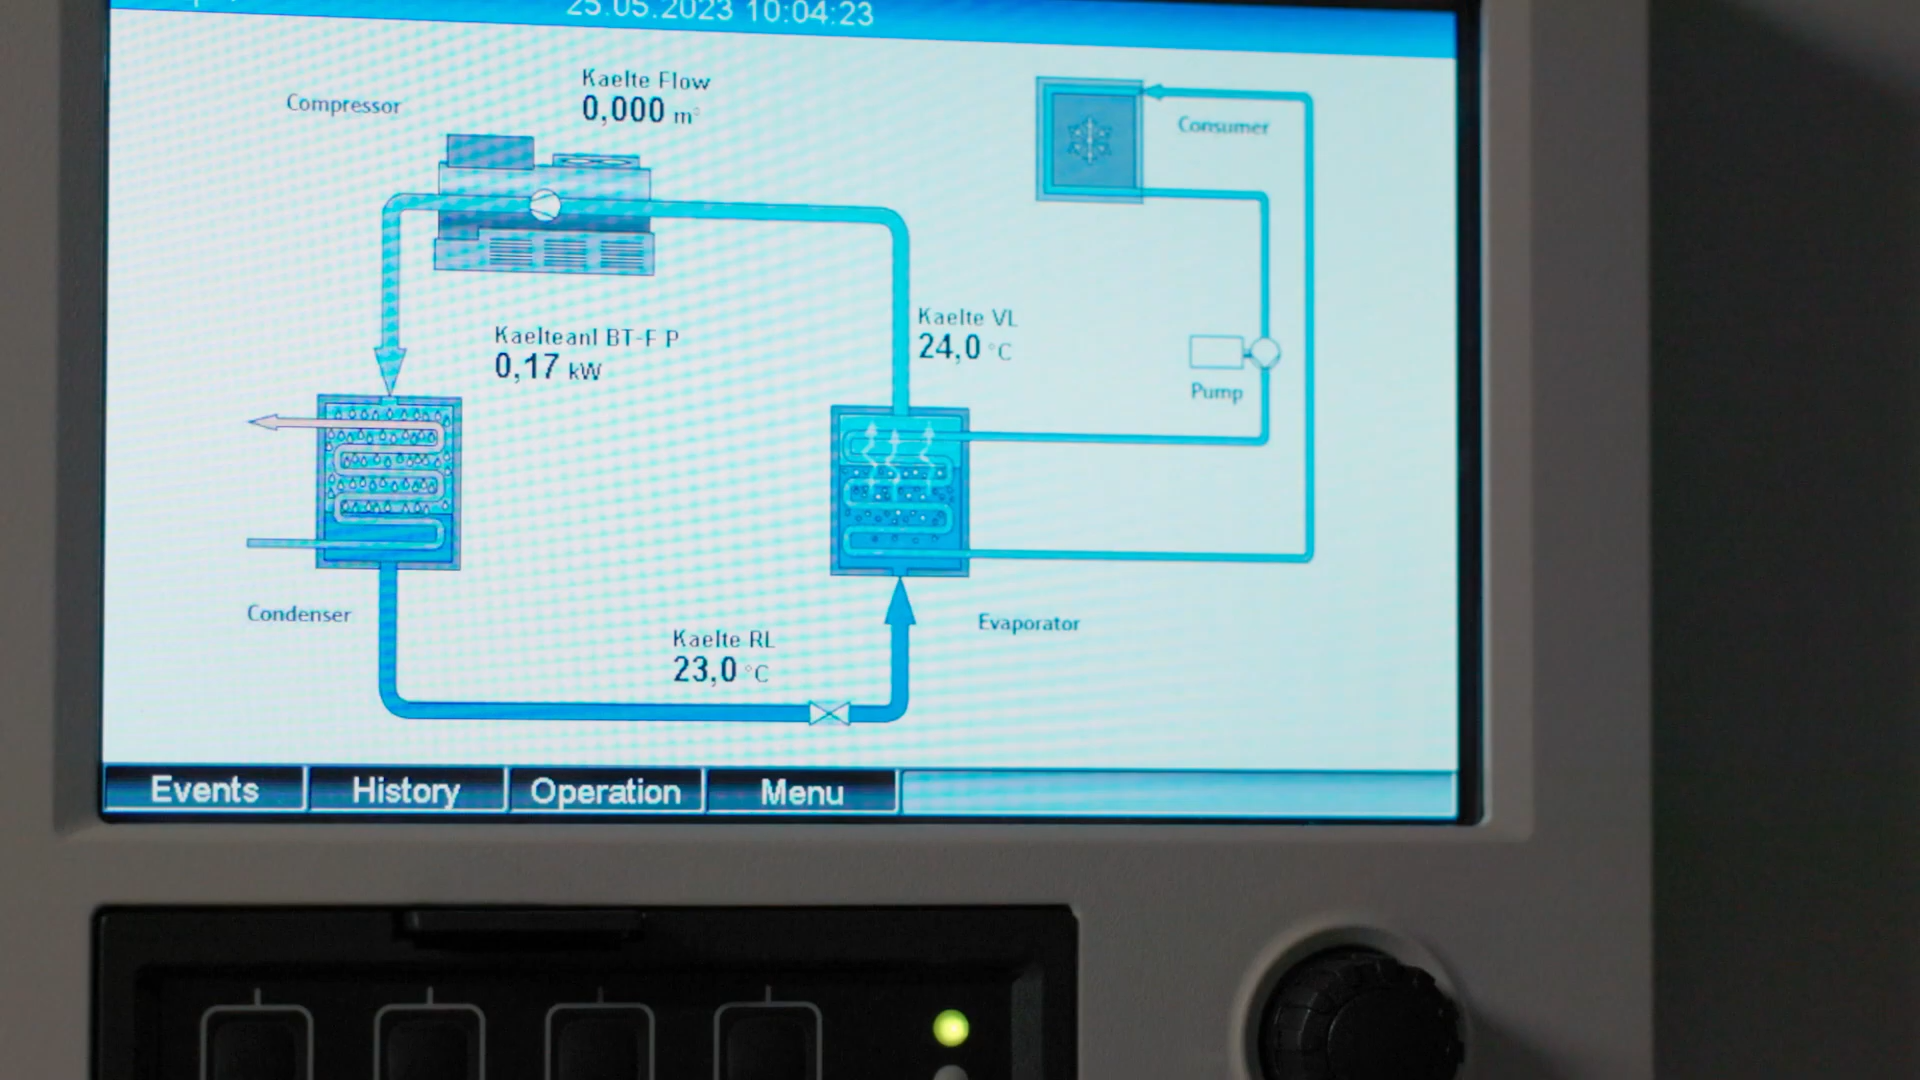 25.05.2023 10:04:23
Kaelte Flow
0,000 m³
Compressor
Consumer
Kaelteanl BT-F P
0,17 kW
Kaelte VL
24,0 °C
Pump
Condenser
Evaporator
Kaelte RL
23,0 °C
Events
History
Operation
Menu